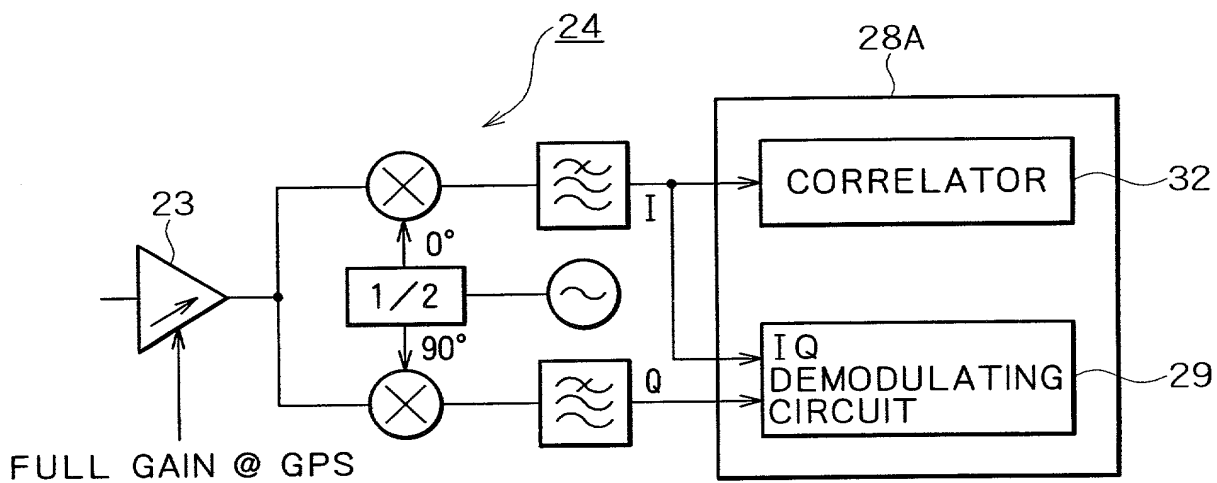 24
28A
23
CORRELATOR
32
I
0°
1/2
90°
Q
IQ
DEMODULATING
CIRCUIT
29
FULL GAIN @ GPS